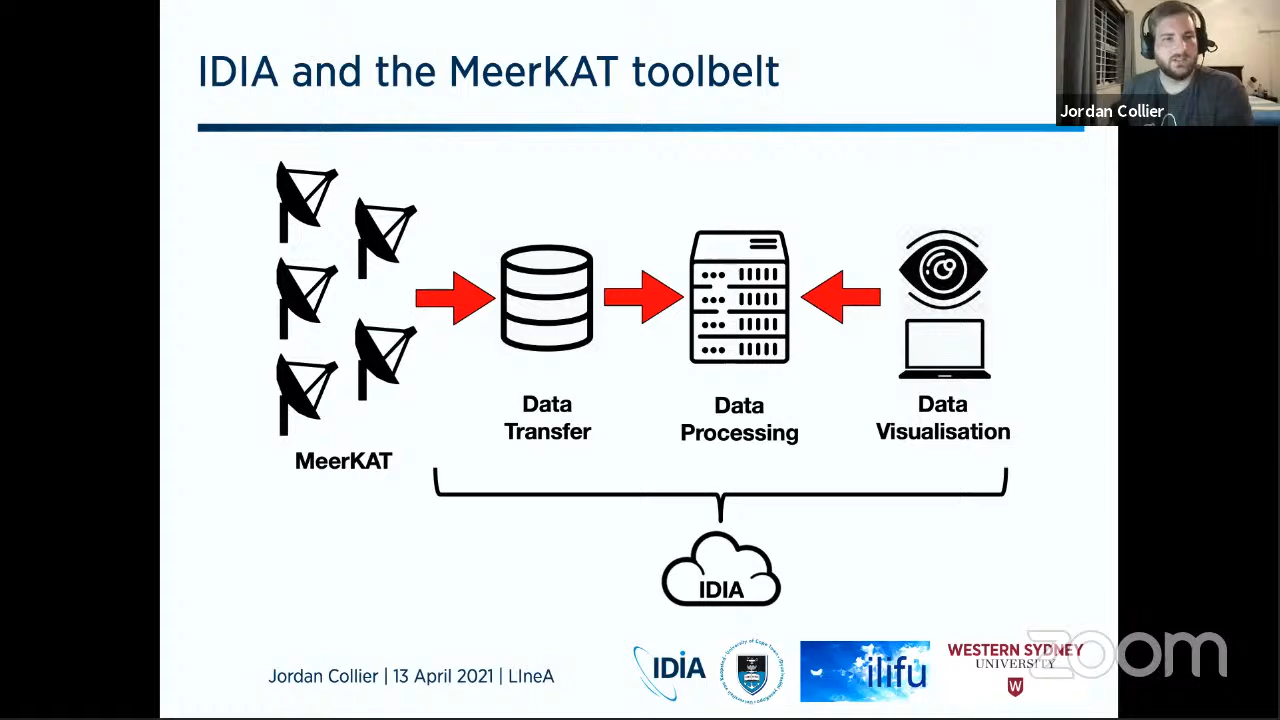 IDIA and the MeerKAT toolbelt
Jordan Collier
Data
Transfer
Data
Processing
Data
Visualisation
MeerKAT
IDIA
Jordan Collier | 13 April 2021 | LIneA
IDIA
ilifu
WESTERN SYDNEY
UNIVERSITY
W
zoom